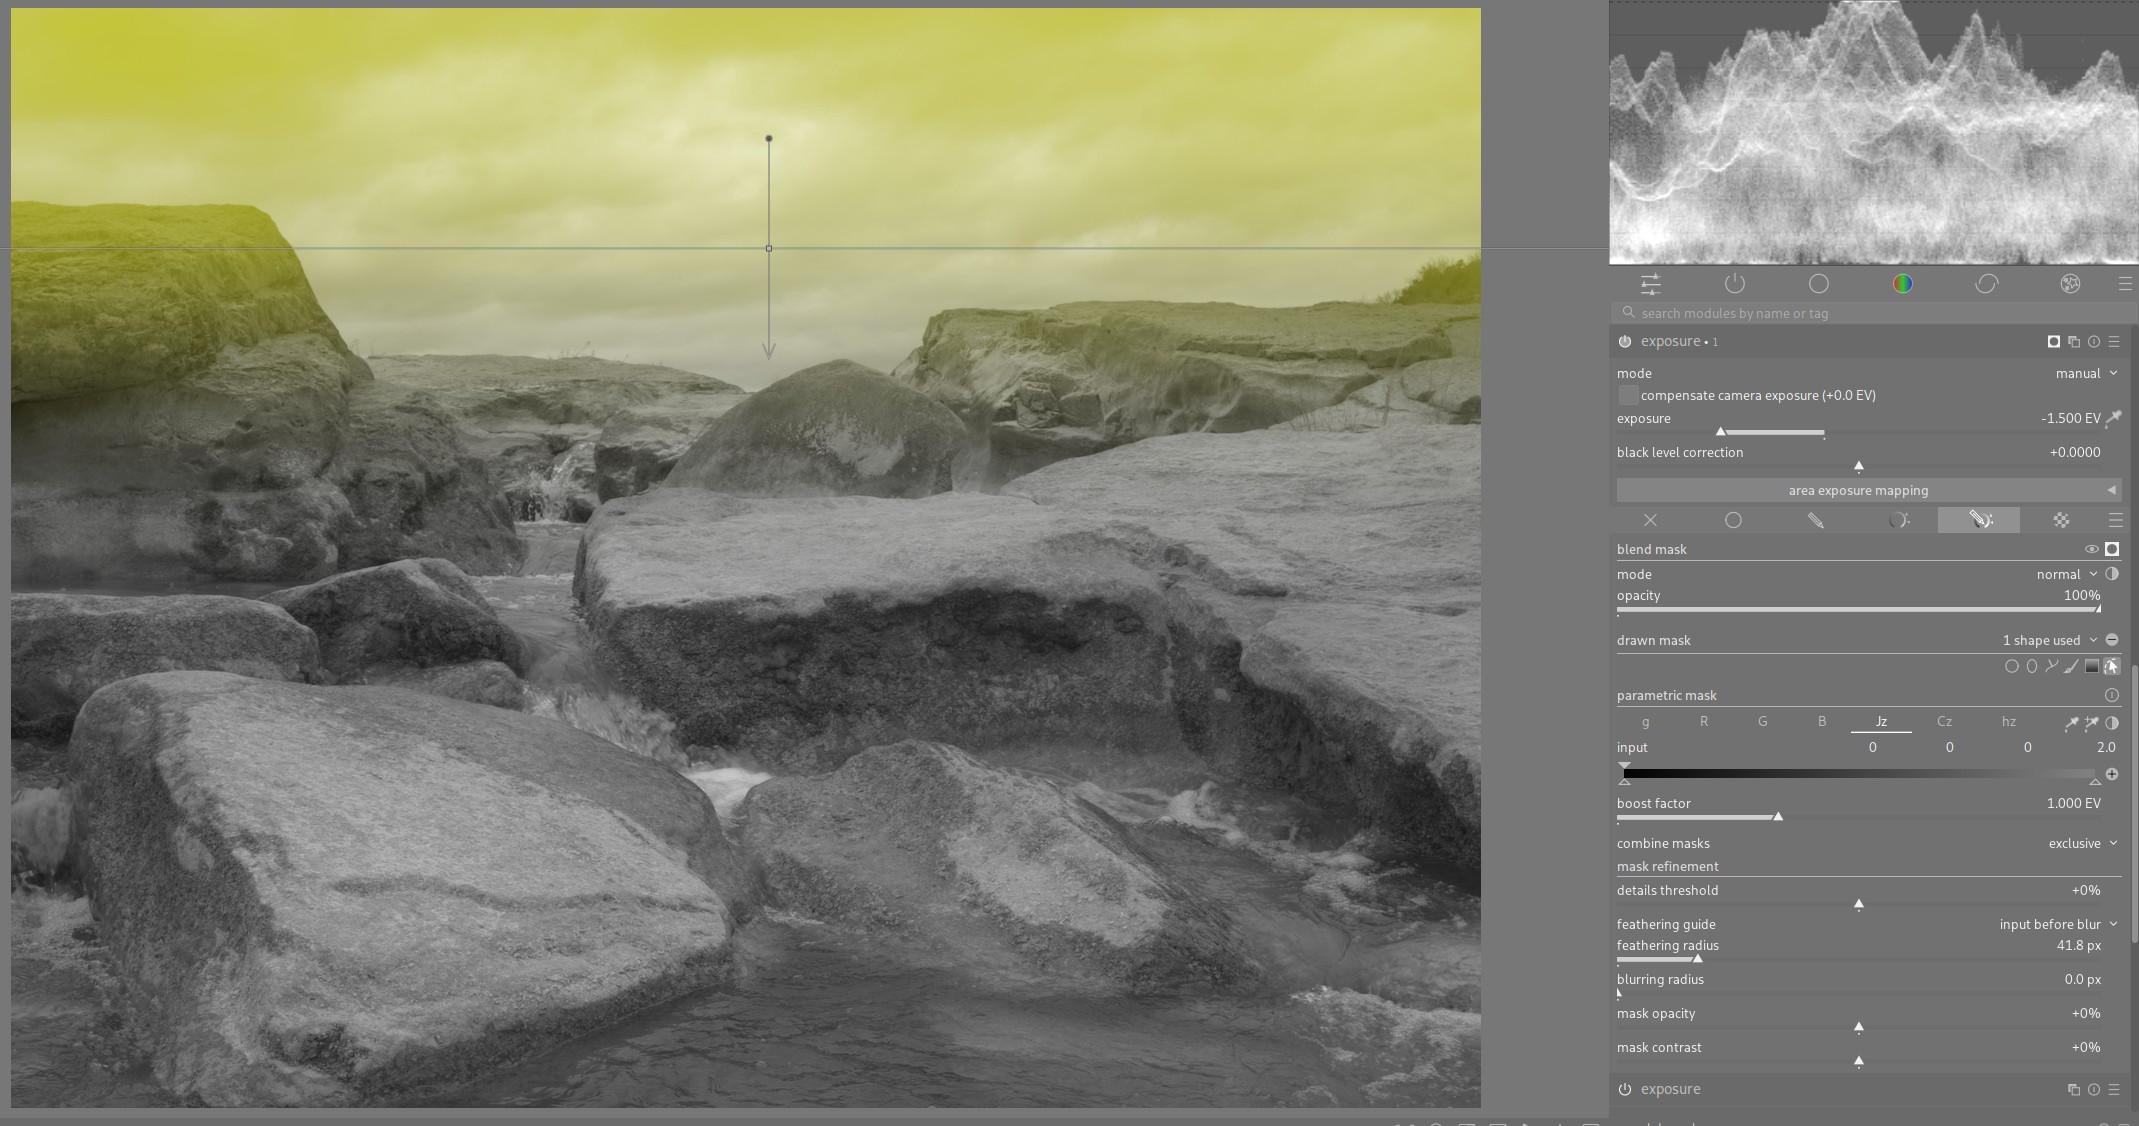 search modules by name or tag
exposure • 1
mode manual
compensate camera exposure (+0.0 EV)
exposure -1.500 EV
black level correction +0.0000
area exposure mapping
blend mask
mode normal
opacity 100%
drawn mask 1 shape used
parametric mask
g R G B Jz Cz hz
input 0 0 0 2.0
boost factor 1.000 EV
combine masks exclusive
mask refinement
details threshold +0%
feathering guide input before blur
feathering radius 41.8 px
blurring radius 0.0 px
mask opacity +0%
mask contrast +0%
exposure